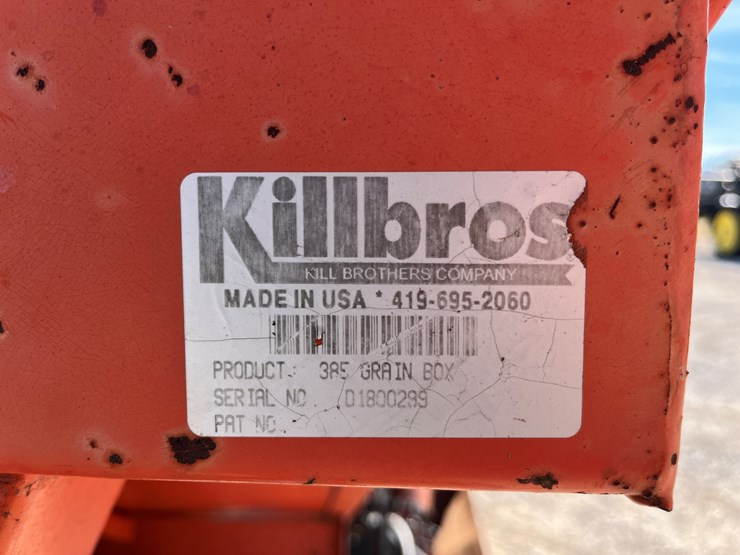 Killbros
KILL BROTHERS COMPANY
MADE IN USA * 419-695-2060
PRODUCT: 385 GRAIN BOX
SERIAL NO D1800299
PAT NO.